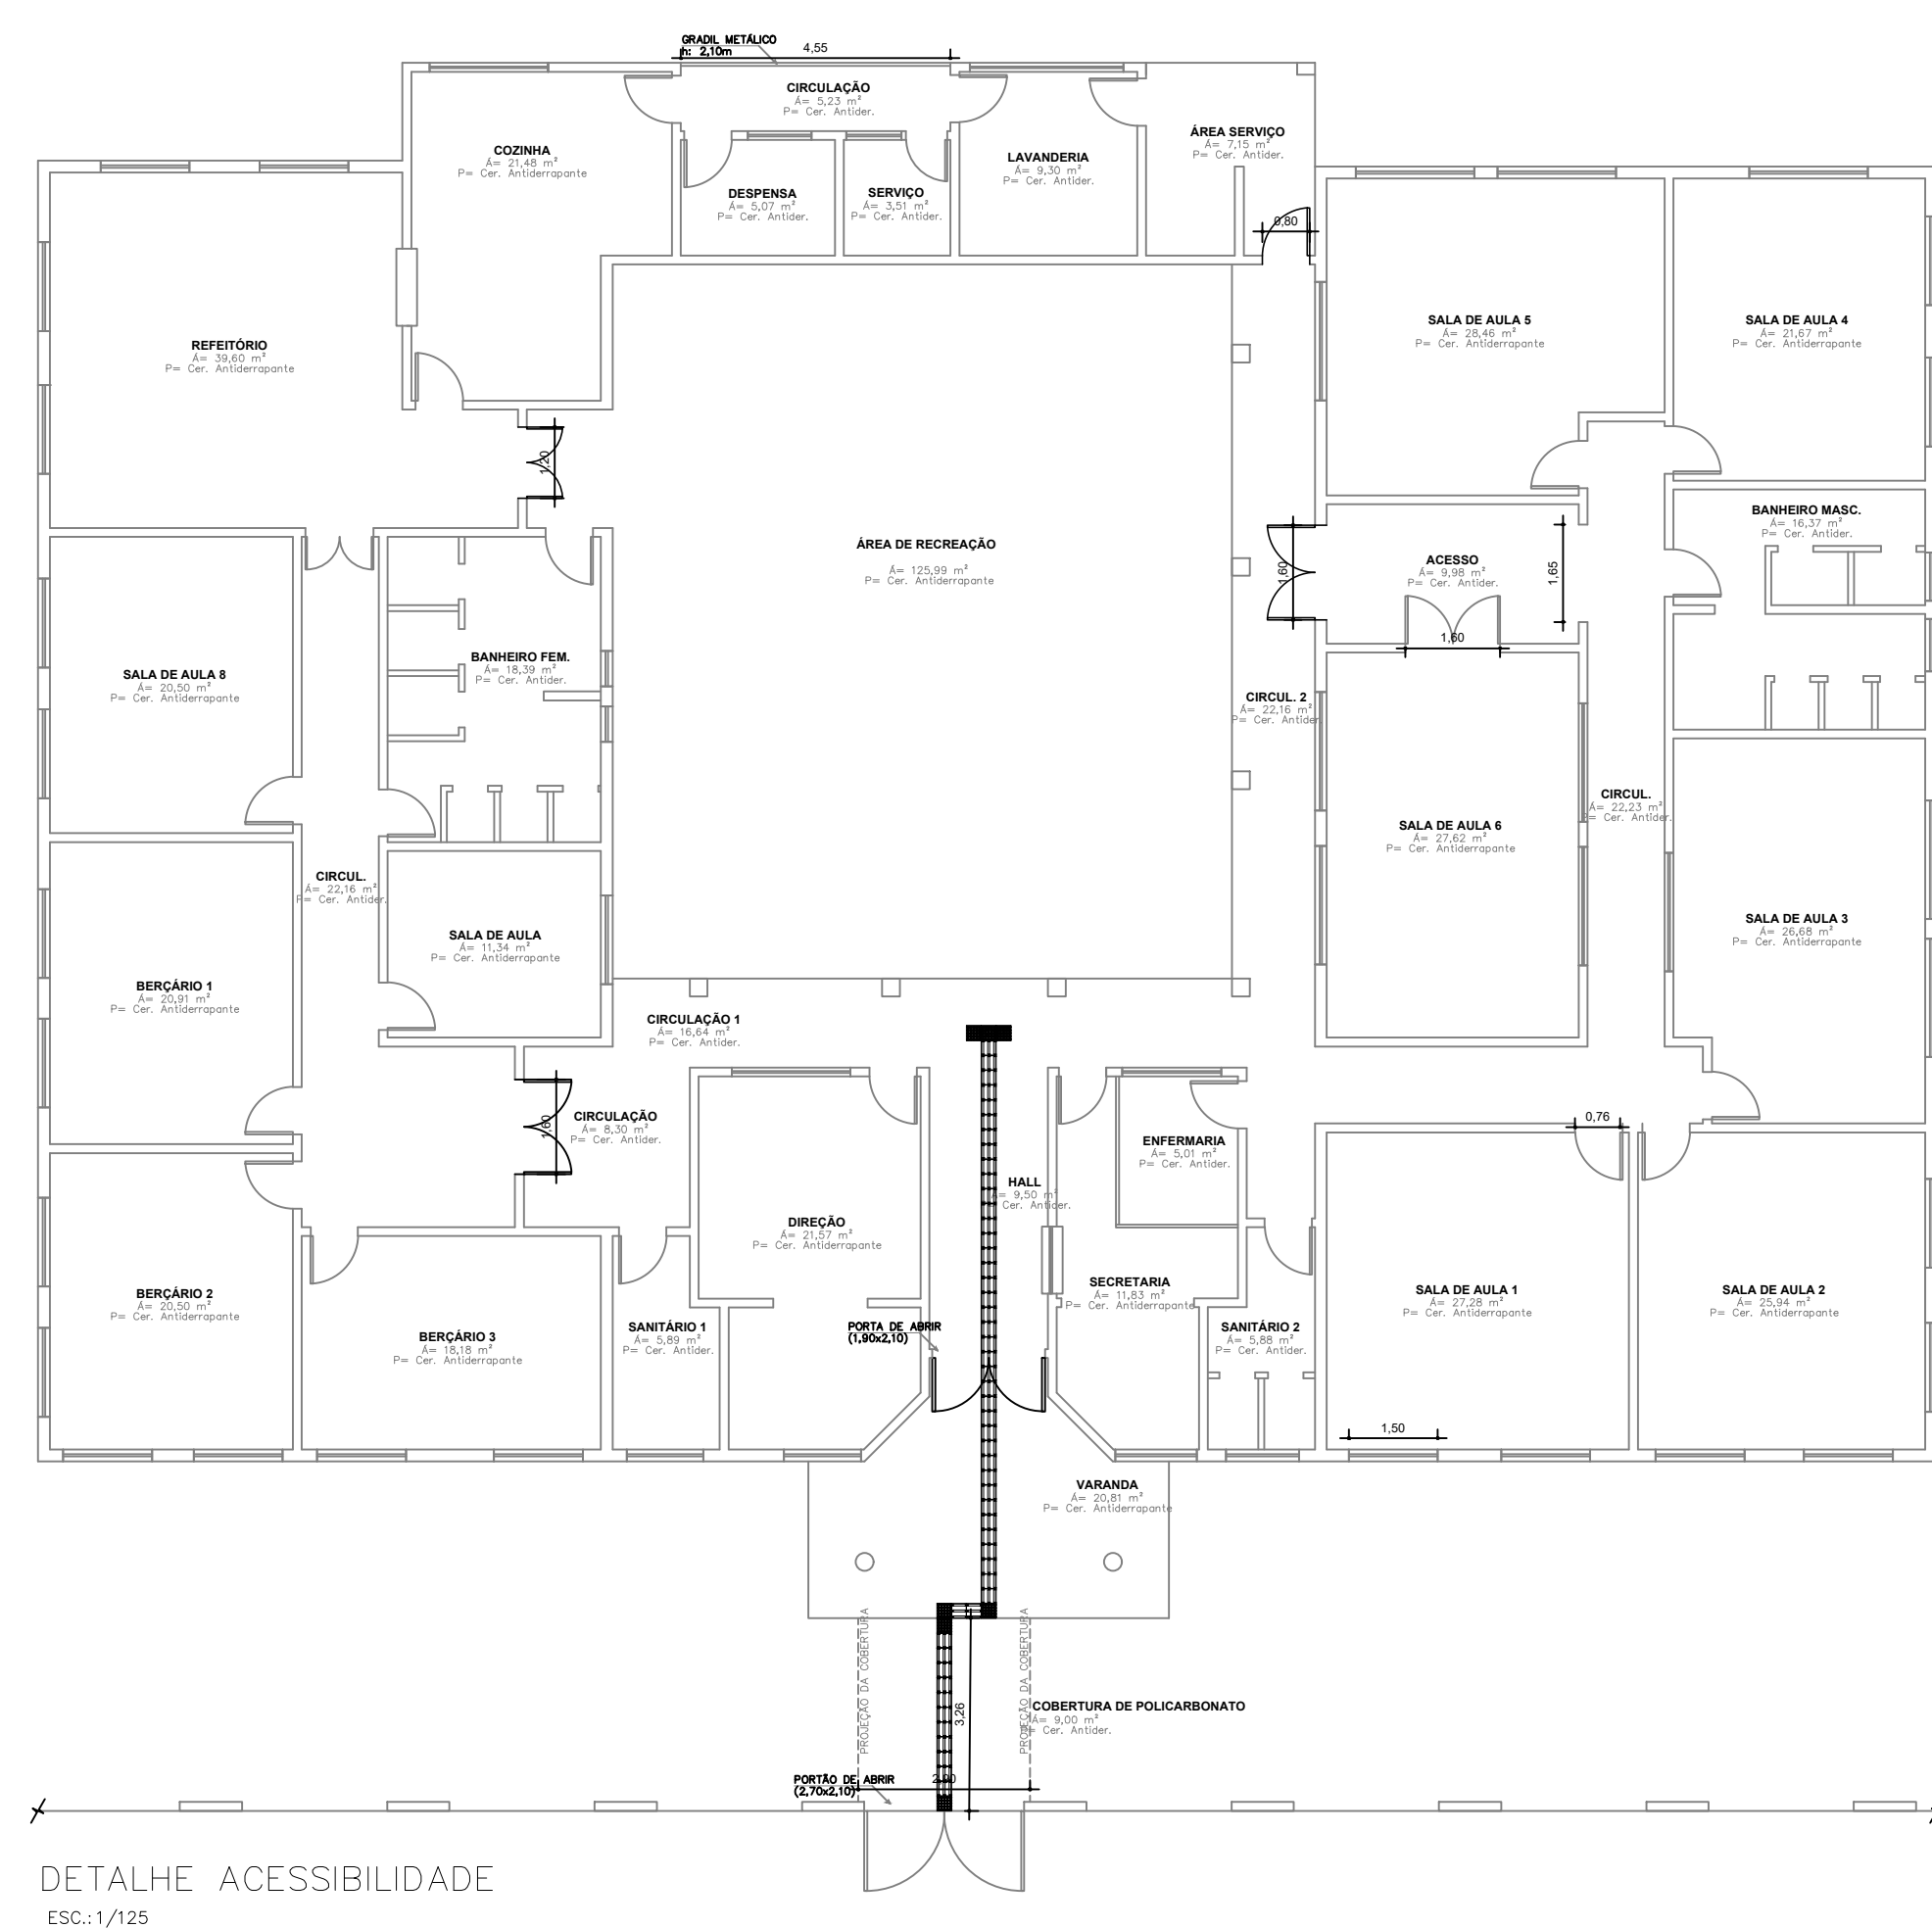 GRADIL METÁLICO
h: 2,10m
4,55
CIRCULAÇÃO
Á= 5,23 m²
P= Cer. Antider.
COZINHA
Á= 21,48 m²
P= Cer. Antiderrapante
DESPENSA
Á= 5,07 m²
P= Cer. Antider.
SERVIÇO
Á= 3,51 m²
P= Cer. Antider.
LAVANDERIA
Á= 9,30 m²
P= Cer. Antider.
ÁREA SERVIÇO
Á= 7,15 m²
P= Cer. Antider.
0,80
REFEITÓRIO
Á= 39,60 m²
P= Cer. Antiderrapante
SALA DE AULA 5
Á= 28,46 m²
P= Cer. Antiderrapante
SALA DE AULA 4
Á= 21,67 m²
P= Cer. Antiderrapante
1,20
ÁREA DE RECREAÇÃO
Á= 125,99 m²
P= Cer. Antiderrapante
1,60
ACESSO
Á= 9,98 m²
P= Cer. Antider.
1,65
1,60
BANHEIRO MASC.
Á= 16,37 m²
P= Cer. Antider.
SALA DE AULA 8
Á= 20,50 m²
P= Cer. Antiderrapante
BANHEIRO FEM.
Á= 18,39 m²
P= Cer. Antider.
CIRCUL. 2
Á= 22,16 m²
P= Cer. Antider.
SALA DE AULA 6
Á= 27,62 m²
P= Cer. Antiderrapante
CIRCUL.
Á= 22,23 m²
P= Cer. Antider.
CIRCUL.
Á= 22,16 m²
P= Cer. Antider.
SALA DE AULA
Á= 11,34 m²
P= Cer. Antiderrapante
SALA DE AULA 3
Á= 26,68 m²
P= Cer. Antiderrapante
BERÇÁRIO 1
Á= 20,91 m²
P= Cer. Antiderrapante
CIRCULAÇÃO 1
Á= 16,64 m²
P= Cer. Antider.
1,60
CIRCULAÇÃO
Á= 8,30 m²
P= Cer. Antider.
ENFERMARIA
Á= 5,01 m²
P= Cer. Antider.
0,76
HALL
Á= 9,50 m²
Cer. Antider.
DIREÇÃO
Á= 21,57 m²
P= Cer. Antiderrapante
BERÇÁRIO 2
Á= 20,50 m²
P= Cer. Antiderrapante
SECRETARIA
Á= 11,83 m²
P= Cer. Antiderrapante
SALA DE AULA 1
Á= 27,28 m²
P= Cer. Antiderrapante
SALA DE AULA 2
Á= 25,94 m²
P= Cer. Antiderrapante
BERÇÁRIO 3
Á= 18,18 m²
P= Cer. Antiderrapante
SANITÁRIO 1
Á= 5,89 m²
P= Cer. Antider.
PORTA DE ABRIR
(1,90x2,10)
SANITÁRIO 2
Á= 5,88 m²
P= Cer. Antider.
1,50
VARANDA
Á= 20,81 m²
P= Cer. Antiderrapante
PROJEÇÃO DA COBERTURA
PROJEÇÃO DA COBERTURA
3,26
COBERTURA DE POLICARBONATO
Á= 9,00 m²
P= Cer. Antider.
PORTÃO DE ABRIR
(2,70x2,10)
2,90
DETALHE ACESSIBILIDADE
ESC.:1/125